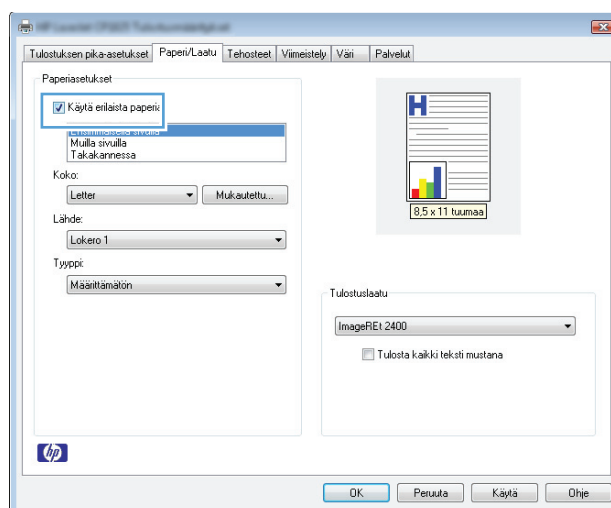 Tulostuksen pika-asetukset Paperi/Laatu Tehosteet Viimeistely Väri Palvelut
Paperiasetukset
Käytä erilaista paperia
Muilla sivuilla
Takakannessa
Koko:
Letter Mukautettu...
Lähde:
Lokero 1
Tyyppi:
Määrittämätön
H
8,5 x 11 tuumaa
Tulostuslaatu
ImageREt 2400
Tulosta kaikki teksti mustana
hp
OK Peruuta Käytä Ohje